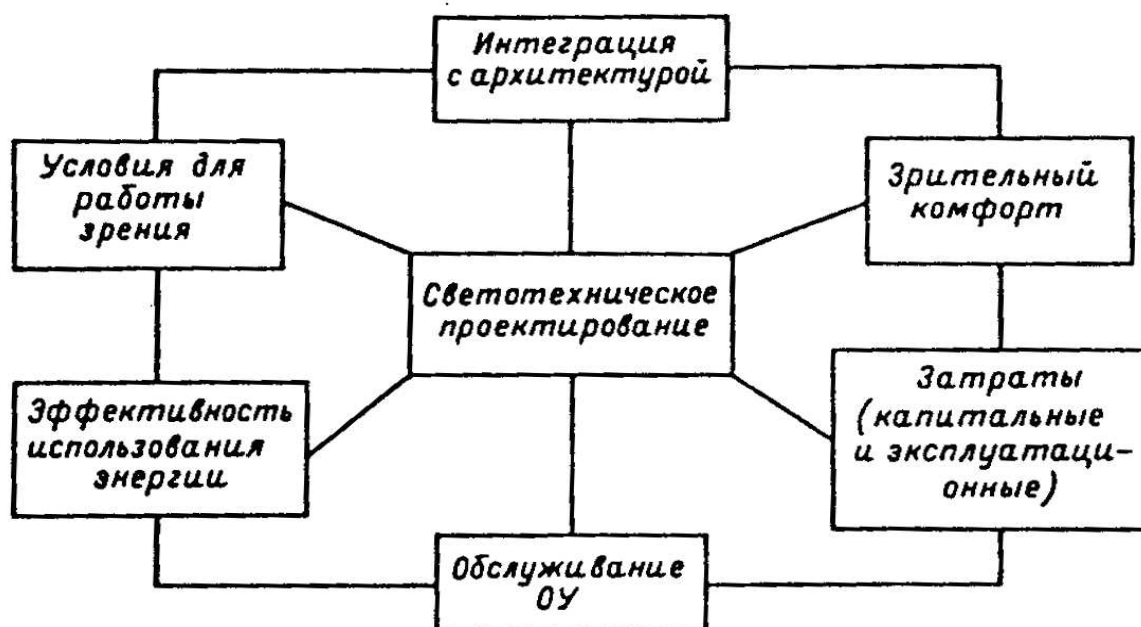 Интеграция
с архитектурой
Условия для
работы
зрения
Зрительный
комфорт
Светотехническое
проектирование
Эффективность
использования
энергии
Затраты
(капитальные
и эксплуатаци-
онные)
Обслуживание
ОУ